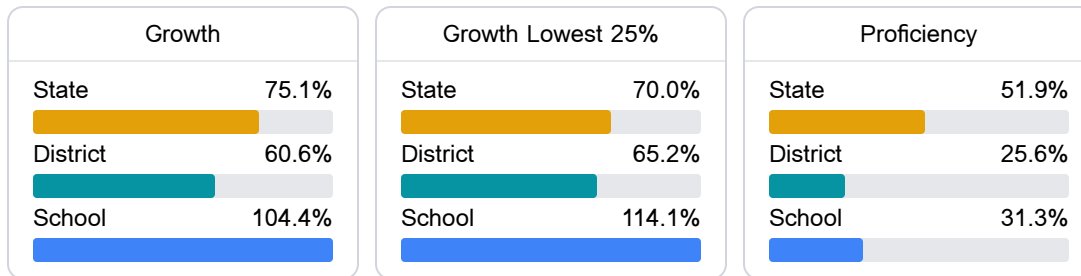 Growth
State 75.1%
District 60.6%
School 104.4%
Growth Lowest 25%
State 70.0%
District 65.2%
School 114.1%
Proficiency
State 51.9%
District 25.6%
School 31.3%